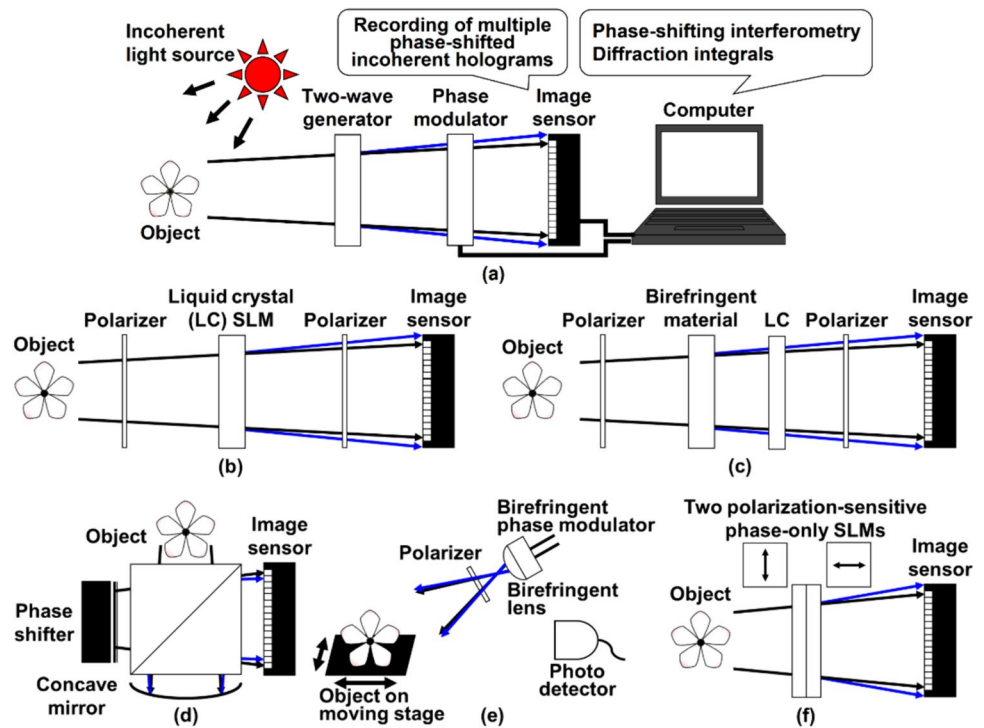 Incoherent
light source
Recording of multiple
phase-shifted
incoherent holograms
Phase-shifting interferometry
Diffraction integrals
Two-wave
generator
Phase
modulator
Image
sensor
Computer
Object
(a)
Object
Polarizer
Liquid crystal
(LC) SLM
Polarizer
Image
sensor
(b)
Object
Polarizer
Birefringent
material
LC
Polarizer
Image
sensor
(c)
Object
Image
sensor
Phase
shifter
Concave
mirror
(d)
Birefringent
phase modulator
Polarizer
Birefringent
lens
Photo
detector
Object on
moving stage
(e)
Two polarization-sensitive
phase-only SLMs
Object
Image
sensor
(f)